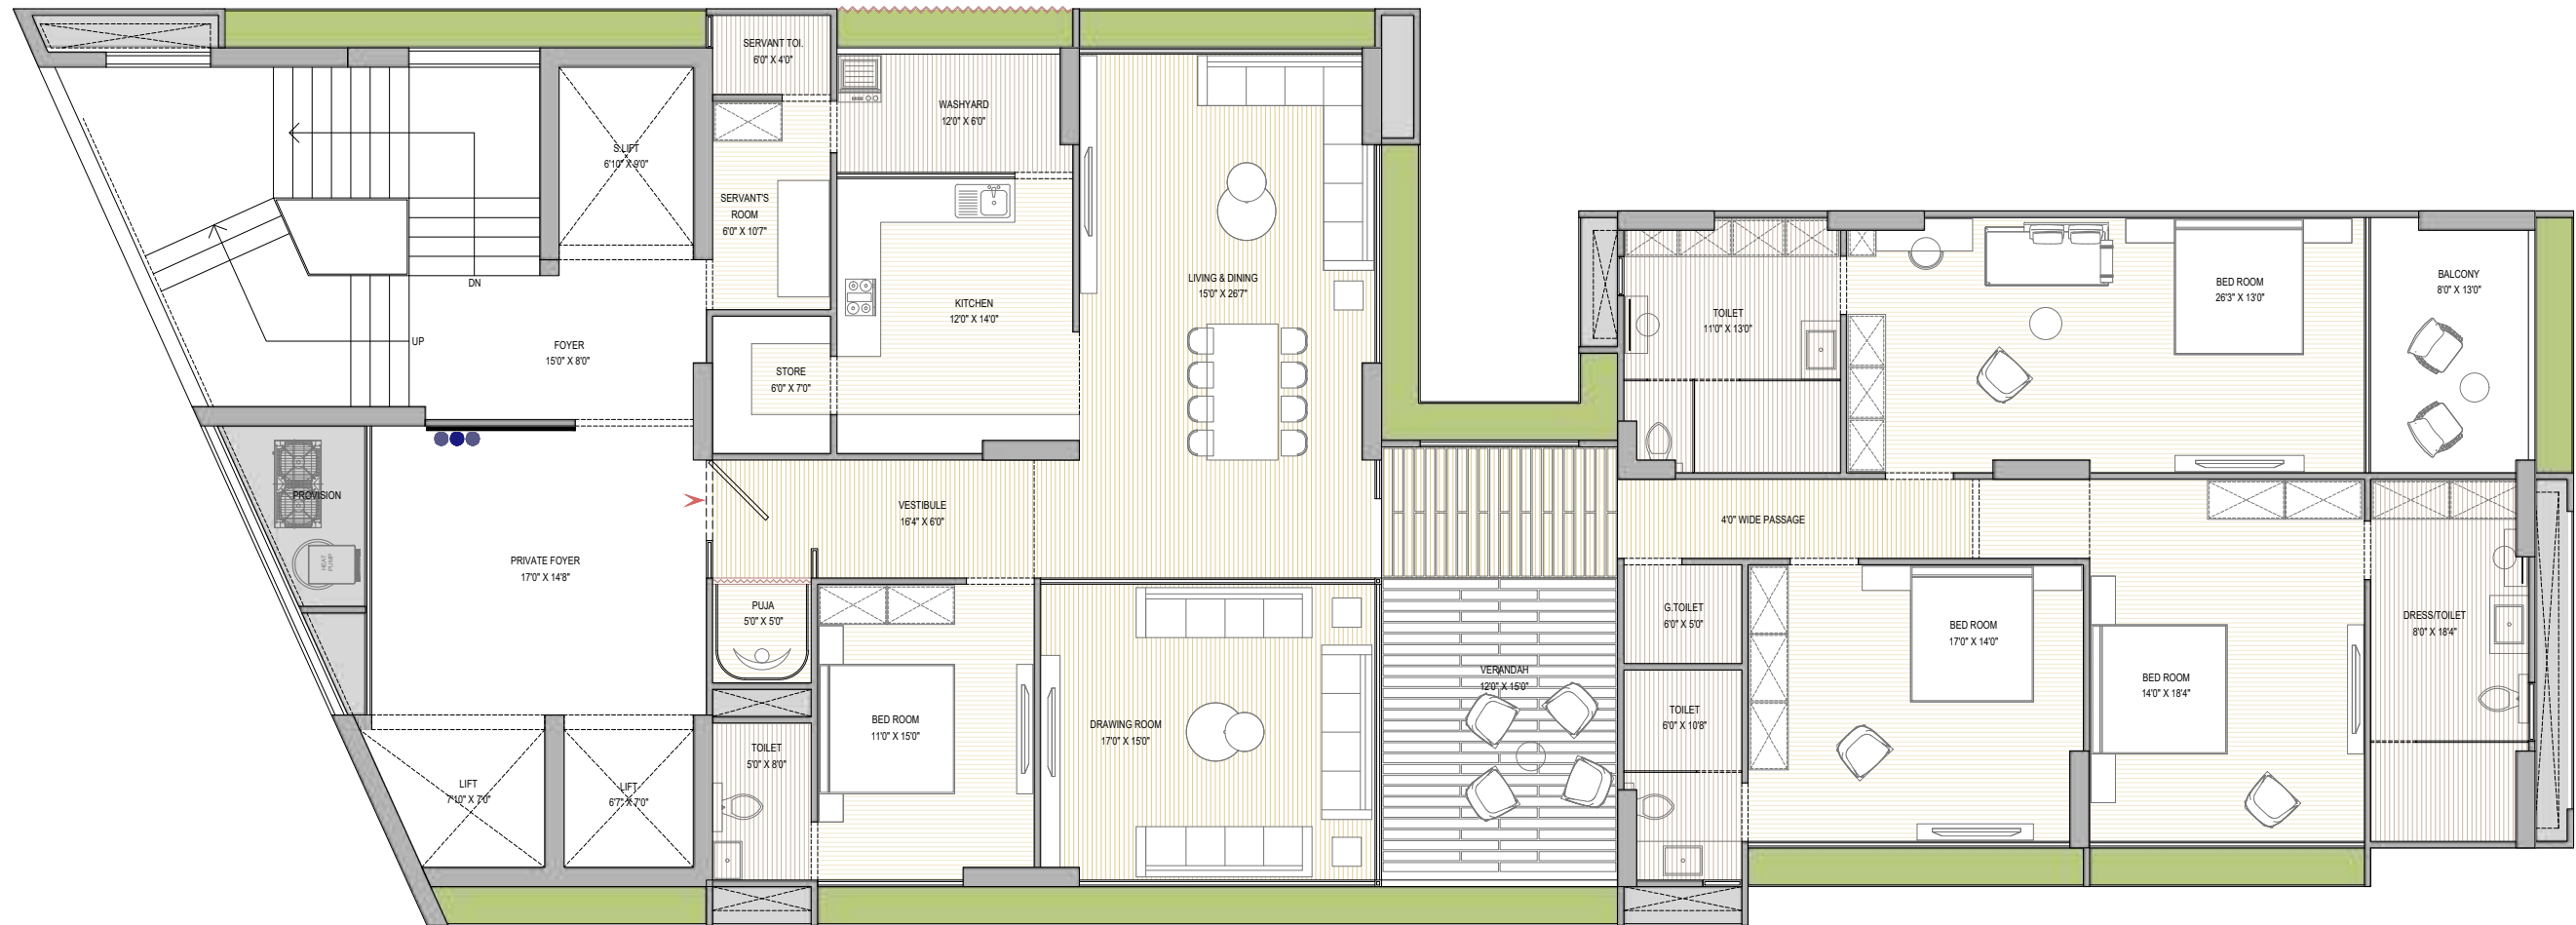 SERVANT TOI.
6'0" X 4'0"
WASHYARD
12'0" X 6'0"
S.LIFT
6'10" X 9'0"
SERVANT'S
ROOM
6'0" X 10'7"
DN
UP
FOYER
15'0" X 8'0"
STORE
6'0" X 7'0"
KITCHEN
12'0" X 14'0"
LIVING & DINING
15'0" X 26'7"
TOILET
11'0" X 13'0"
BED ROOM
26'3" X 13'0"
BALCONY
8'0" X 13'0"
PROVISION
HEAT
PUMP
PRIVATE FOYER
17'0" X 14'8"
VESTIBULE
16'4" X 6'0"
4'0" WIDE PASSAGE
PUJA
5'0" X 5'0"
G.TOILET
6'0" X 5'0"
BED ROOM
17'0" X 14'0"
DRESS/TOILET
8'0" X 18'4"
VERANDAH
12'0" X 15'0"
BED ROOM
14'0" X 18'4"
BED ROOM
11'0" X 15'0"
DRAWING ROOM
17'0" X 15'0"
TOILET
6'0" X 10'8"
TOILET
5'0" X 8'0"
LIFT
7'10" X 7'0"
LIFT
6'7" X 7'0"